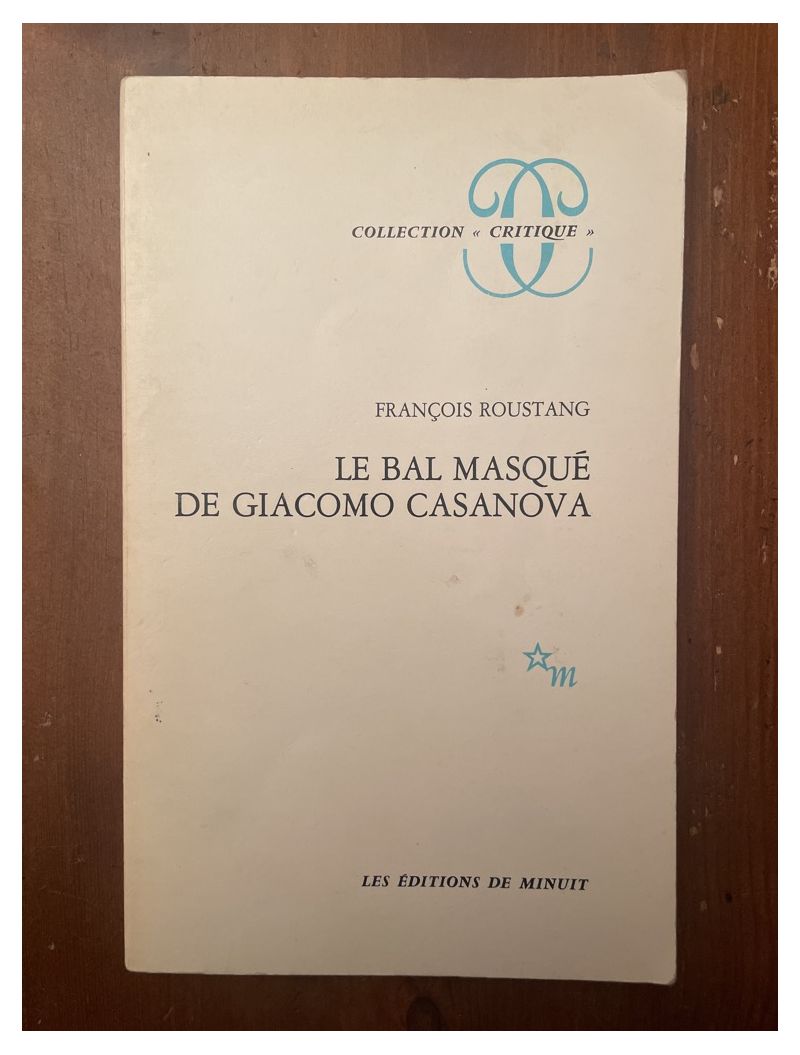 COLLECTION « CRITIQUE »
FRANÇOIS ROUSTANG
LE BAL MASQUÉ
DE GIACOMO CASANOVA
m
LES ÉDITIONS DE MINUIT